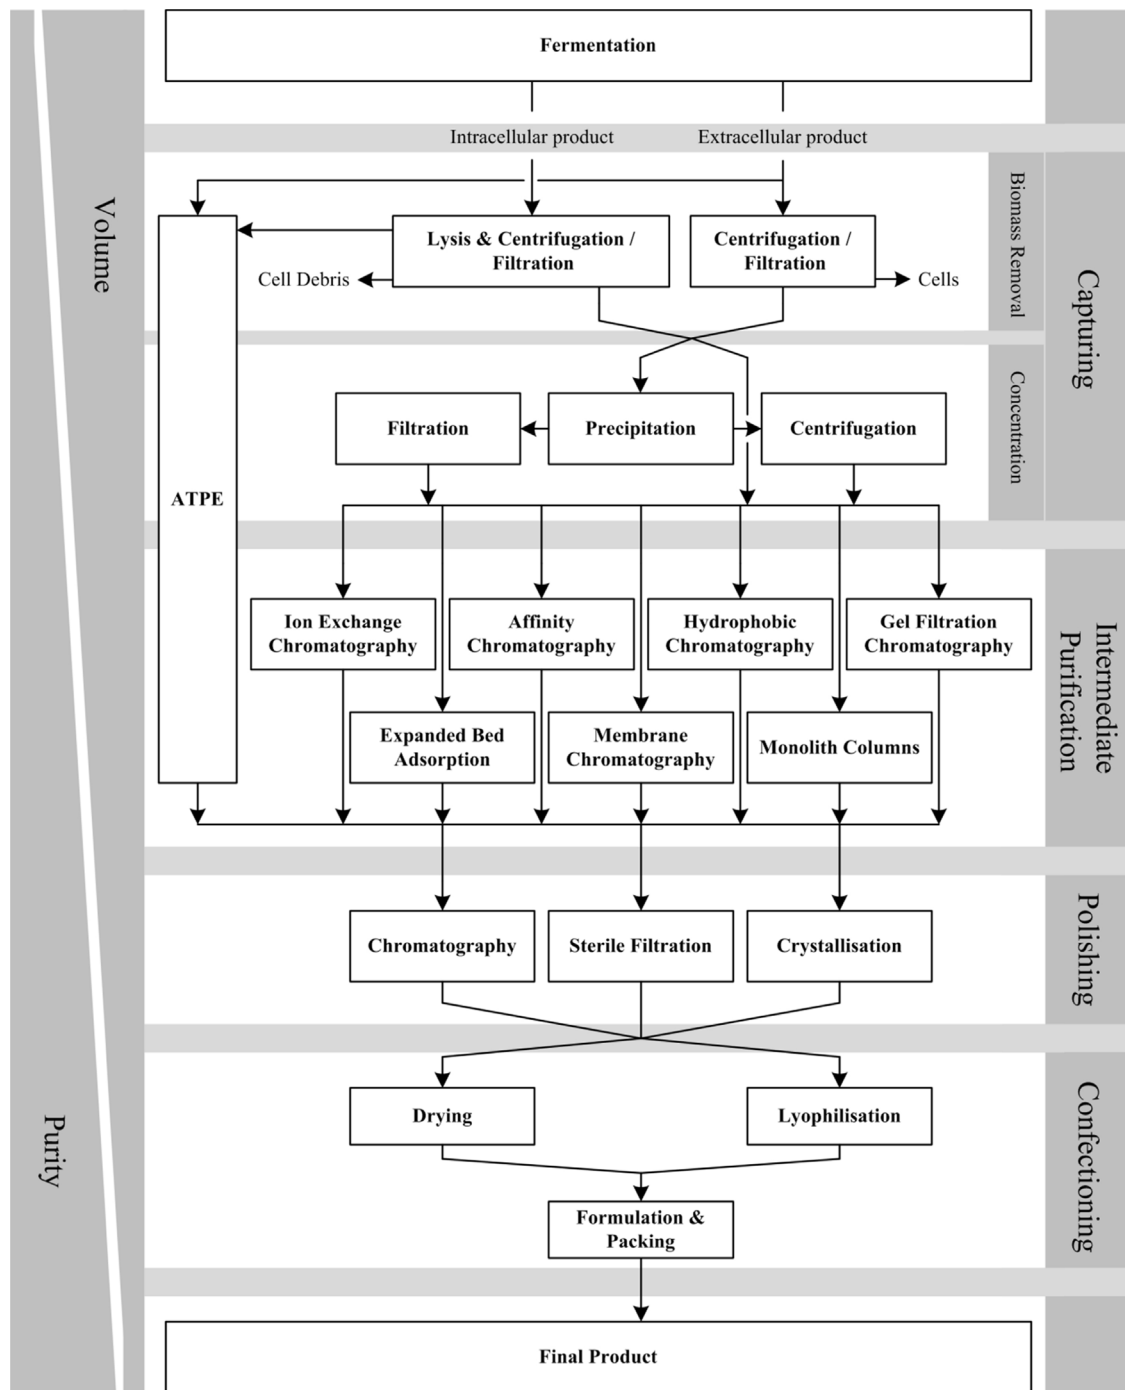 Fermentation
Intracellular product
Extracellular product
Volume
Biomass Removal
Capturing
Lysis & Centrifugation /
Filtration
Centrifugation /
Filtration
Cell Debris
Cells
Concentration
Filtration
Precipitation
Centrifugation
ATPE
Intermediate
Purification
Ion Exchange
Chromatography
Affinity
Chromatography
Hydrophobic
Chromatography
Gel Filtration
Chromatography
Expanded Bed
Adsorption
Membrane
Chromatography
Monolith Columns
Polishing
Chromatography
Sterile Filtration
Crystallisation
Purity
Confectioning
Drying
Lyophilisation
Formulation &
Packing
Final Product